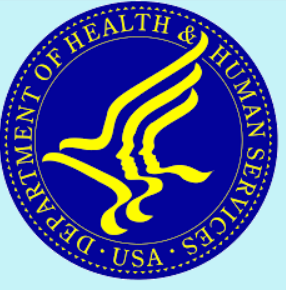 DEPARTMENT OF HEALTH & HUMAN SERVICES
· USA ·